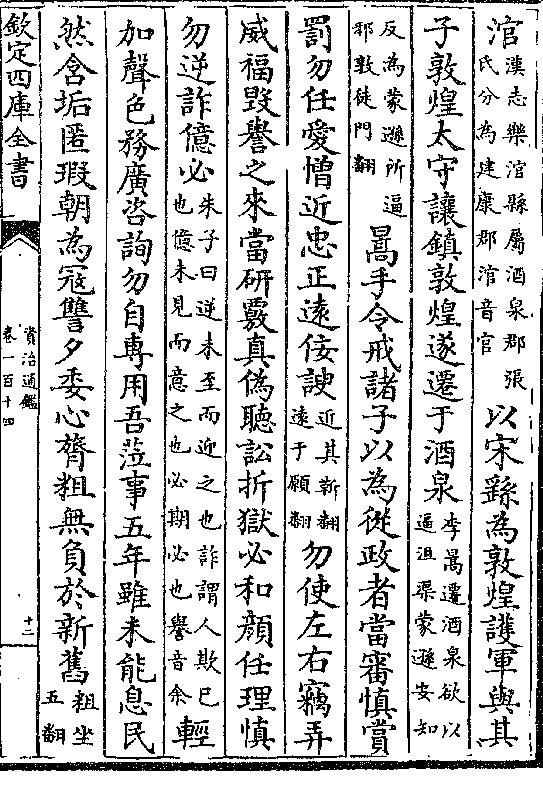 涫漢志樂涫縣屬酒泉郡張氏分為建康郡涫音官以宋繇為敦煌護軍與其
子敦煌太守讓鎮敦煌遂遷于酒泉李暠遷酒泉欲以逼沮渠蒙遜安知
反為蒙遜所逼邪敦徒門翻暠手令戒諸子以為從政者當審慎賞
罰勿任愛憎近忠正遠佞諛近其靳翻遠于願翻勿使左右竊弄
威福毀譽之來當研覈真偽聽訟折獄必和顔任理慎
勿逆詐億必朱子曰逆未至而迎之也詐謂人欺已也億未見而意之也必期必也譽音余輕
加聲色務廣咨詢勿自專用吾蒞事五年雖未能息民
然含垢匿瑕朝為冦讐夕委心膂粗無負於新舊粗坐五翻
欽定四庫全書
資治通鑑
卷一百十四
十二